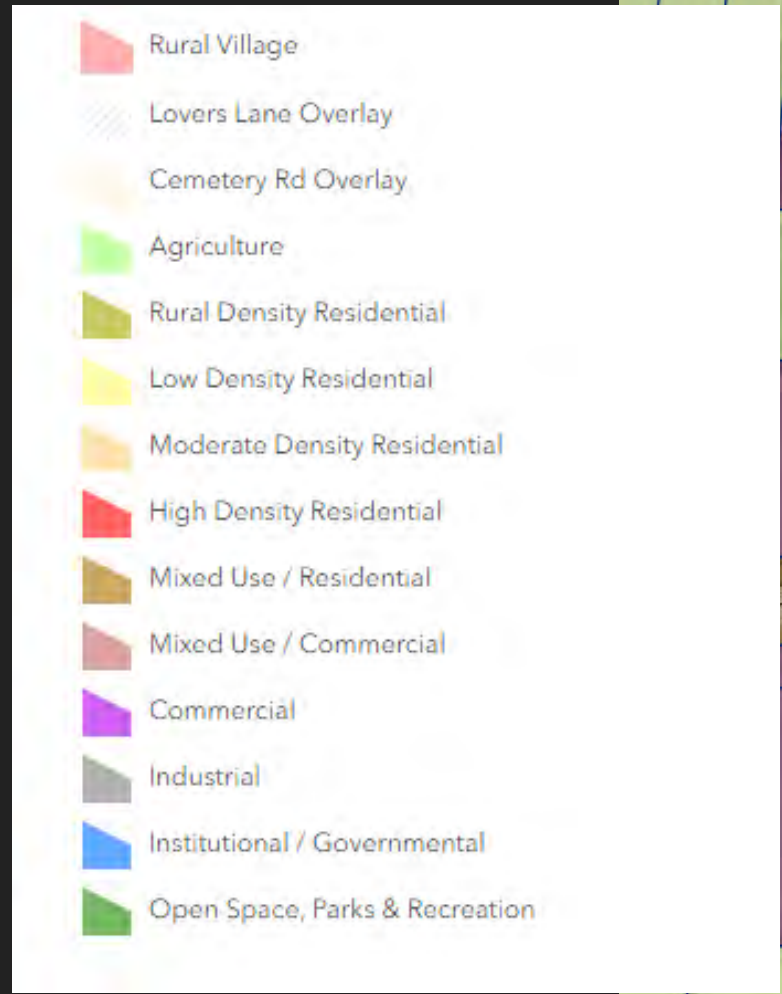 Rural Village
Lovers Lane Overlay
Cemetery Rd Overlay
Agriculture
Rural Density Residential
Low Density Residential
Moderate Density Residential
High Density Residential
Mixed Use / Residential
Mixed Use / Commercial
Commercial
Industrial
Institutional / Governmental
Open Space, Parks & Recreation